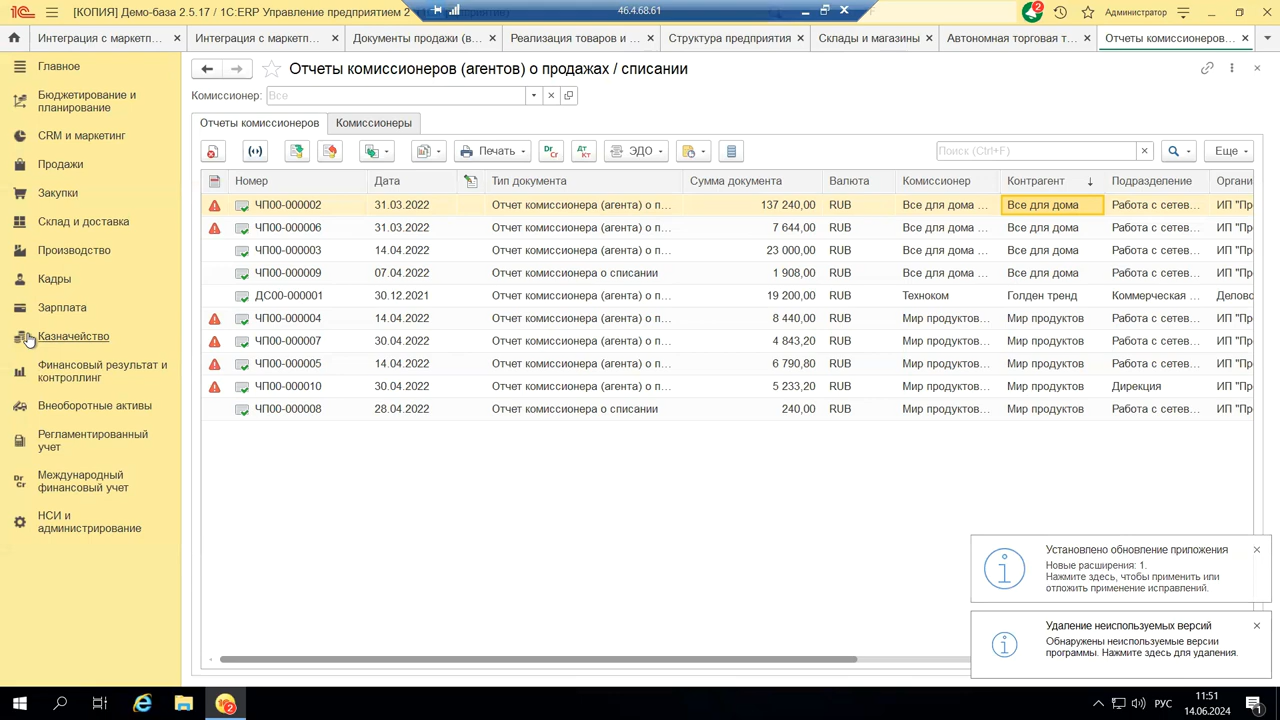 [КОПИЯ] Демо-база 2.5.17 / 1С:ERP Управление предприятием 2
46.4.68.61
2
Администратор
Интеграция с маркетп...
Интеграция с маркетп...
Документы продажи (в...
Реализация товаров и ...
Структура предприятия
Склады и магазины
Автономная торговая т...
Отчеты комиссионеров...
Главное
Бюджетирование и
планирование
CRM и маркетинг
Продажи
Закупки
Склад и доставка
Производство
Кадры
Зарплата
Казначейство
Финансовый результат и
контроллинг
Внеоборотные активы
Регламентированный
учет
Международный
финансовый учет
НСИ и
администрирование
Отчеты комиссионеров (агентов) о продажах / списании
Комиссионер: Все
Отчеты комиссионеров Комиссионеры
Печать Dr Cr Дт Кт ЭДО Поиск (Ctrl+F) Еще
Номер Дата Тип документа Сумма документа Валюта Комиссионер Контрагент Подразделение Органи
ЧП00-000002 31.03.2022 Отчет комиссионера (агента) о п... 137 240,00 RUB Все для дома ... Все для дома Работа с сетев... ИП "Пр
ЧП00-000006 31.03.2022 Отчет комиссионера (агента) о п... 7 644,00 RUB Все для дома ... Все для дома Работа с сетев... ИП "Пр
ЧП00-000003 14.04.2022 Отчет комиссионера (агента) о п... 23 000,00 RUB Все для дома ... Все для дома Работа с сетев... ИП "Пр
ЧП00-000009 07.04.2022 Отчет комиссионера о списании 1 908,00 RUB Все для дома ... Все для дома Работа с сетев... ИП "Пр
ДС00-000001 30.12.2021 Отчет комиссионера (агента) о п... 19 200,00 RUB Техноком Голден тренд Коммерческая ... Делово
ЧП00-000004 14.04.2022 Отчет комиссионера (агента) о п... 8 440,00 RUB Мир продуктов... Мир продуктов Работа с сетев... ИП "Пр
ЧП00-000007 30.04.2022 Отчет комиссионера (агента) о п... 4 843,20 RUB Мир продуктов... Мир продуктов Работа с сетев... ИП "Пр
ЧП00-000005 14.04.2022 Отчет комиссионера (агента) о п... 6 790,80 RUB Мир продуктов... Мир продуктов Работа с сетев... ИП "Пр
ЧП00-000010 30.04.2022 Отчет комиссионера (агента) о п... 5 233,20 RUB Мир продуктов... Мир продуктов Дирекция ИП "Пр
ЧП00-000008 28.04.2022 Отчет комиссионера о списании 240,00 RUB Мир продуктов... Мир продуктов Работа с сетев... ИП "Пр
Установлено обновление приложения
Новые расширения: 1.
Нажмите здесь, чтобы применить или
отложить применение исправлений.
Удаление неиспользуемых версий
Обнаружены неиспользуемые версии
программы. Нажмите здесь для удаления.
2
РУС
11:51
14.06.2024
1